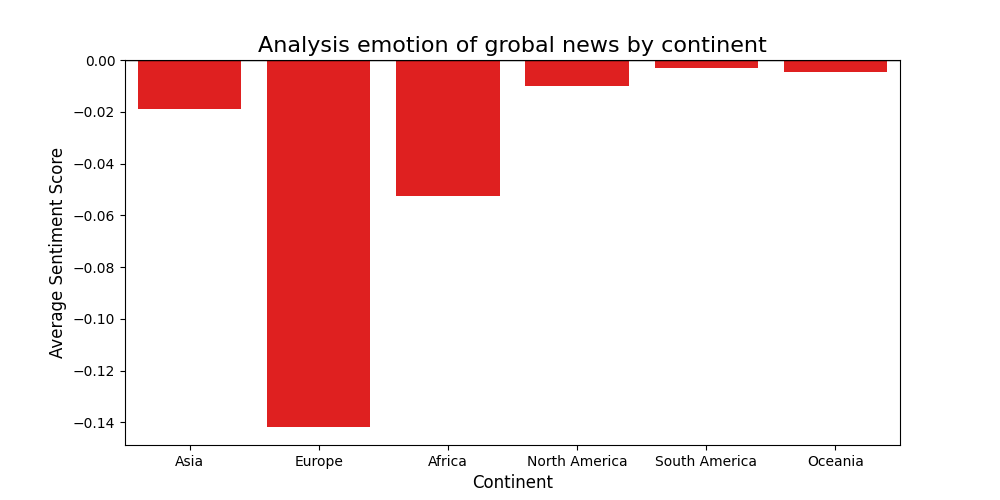 Analysis emotion of grobal news by continent
0.00
−0.02
−0.04
−0.06
−0.08
−0.10
−0.12
−0.14
Average Sentiment Score
Asia
Europe
Africa
North America
South America
Oceania
Continent